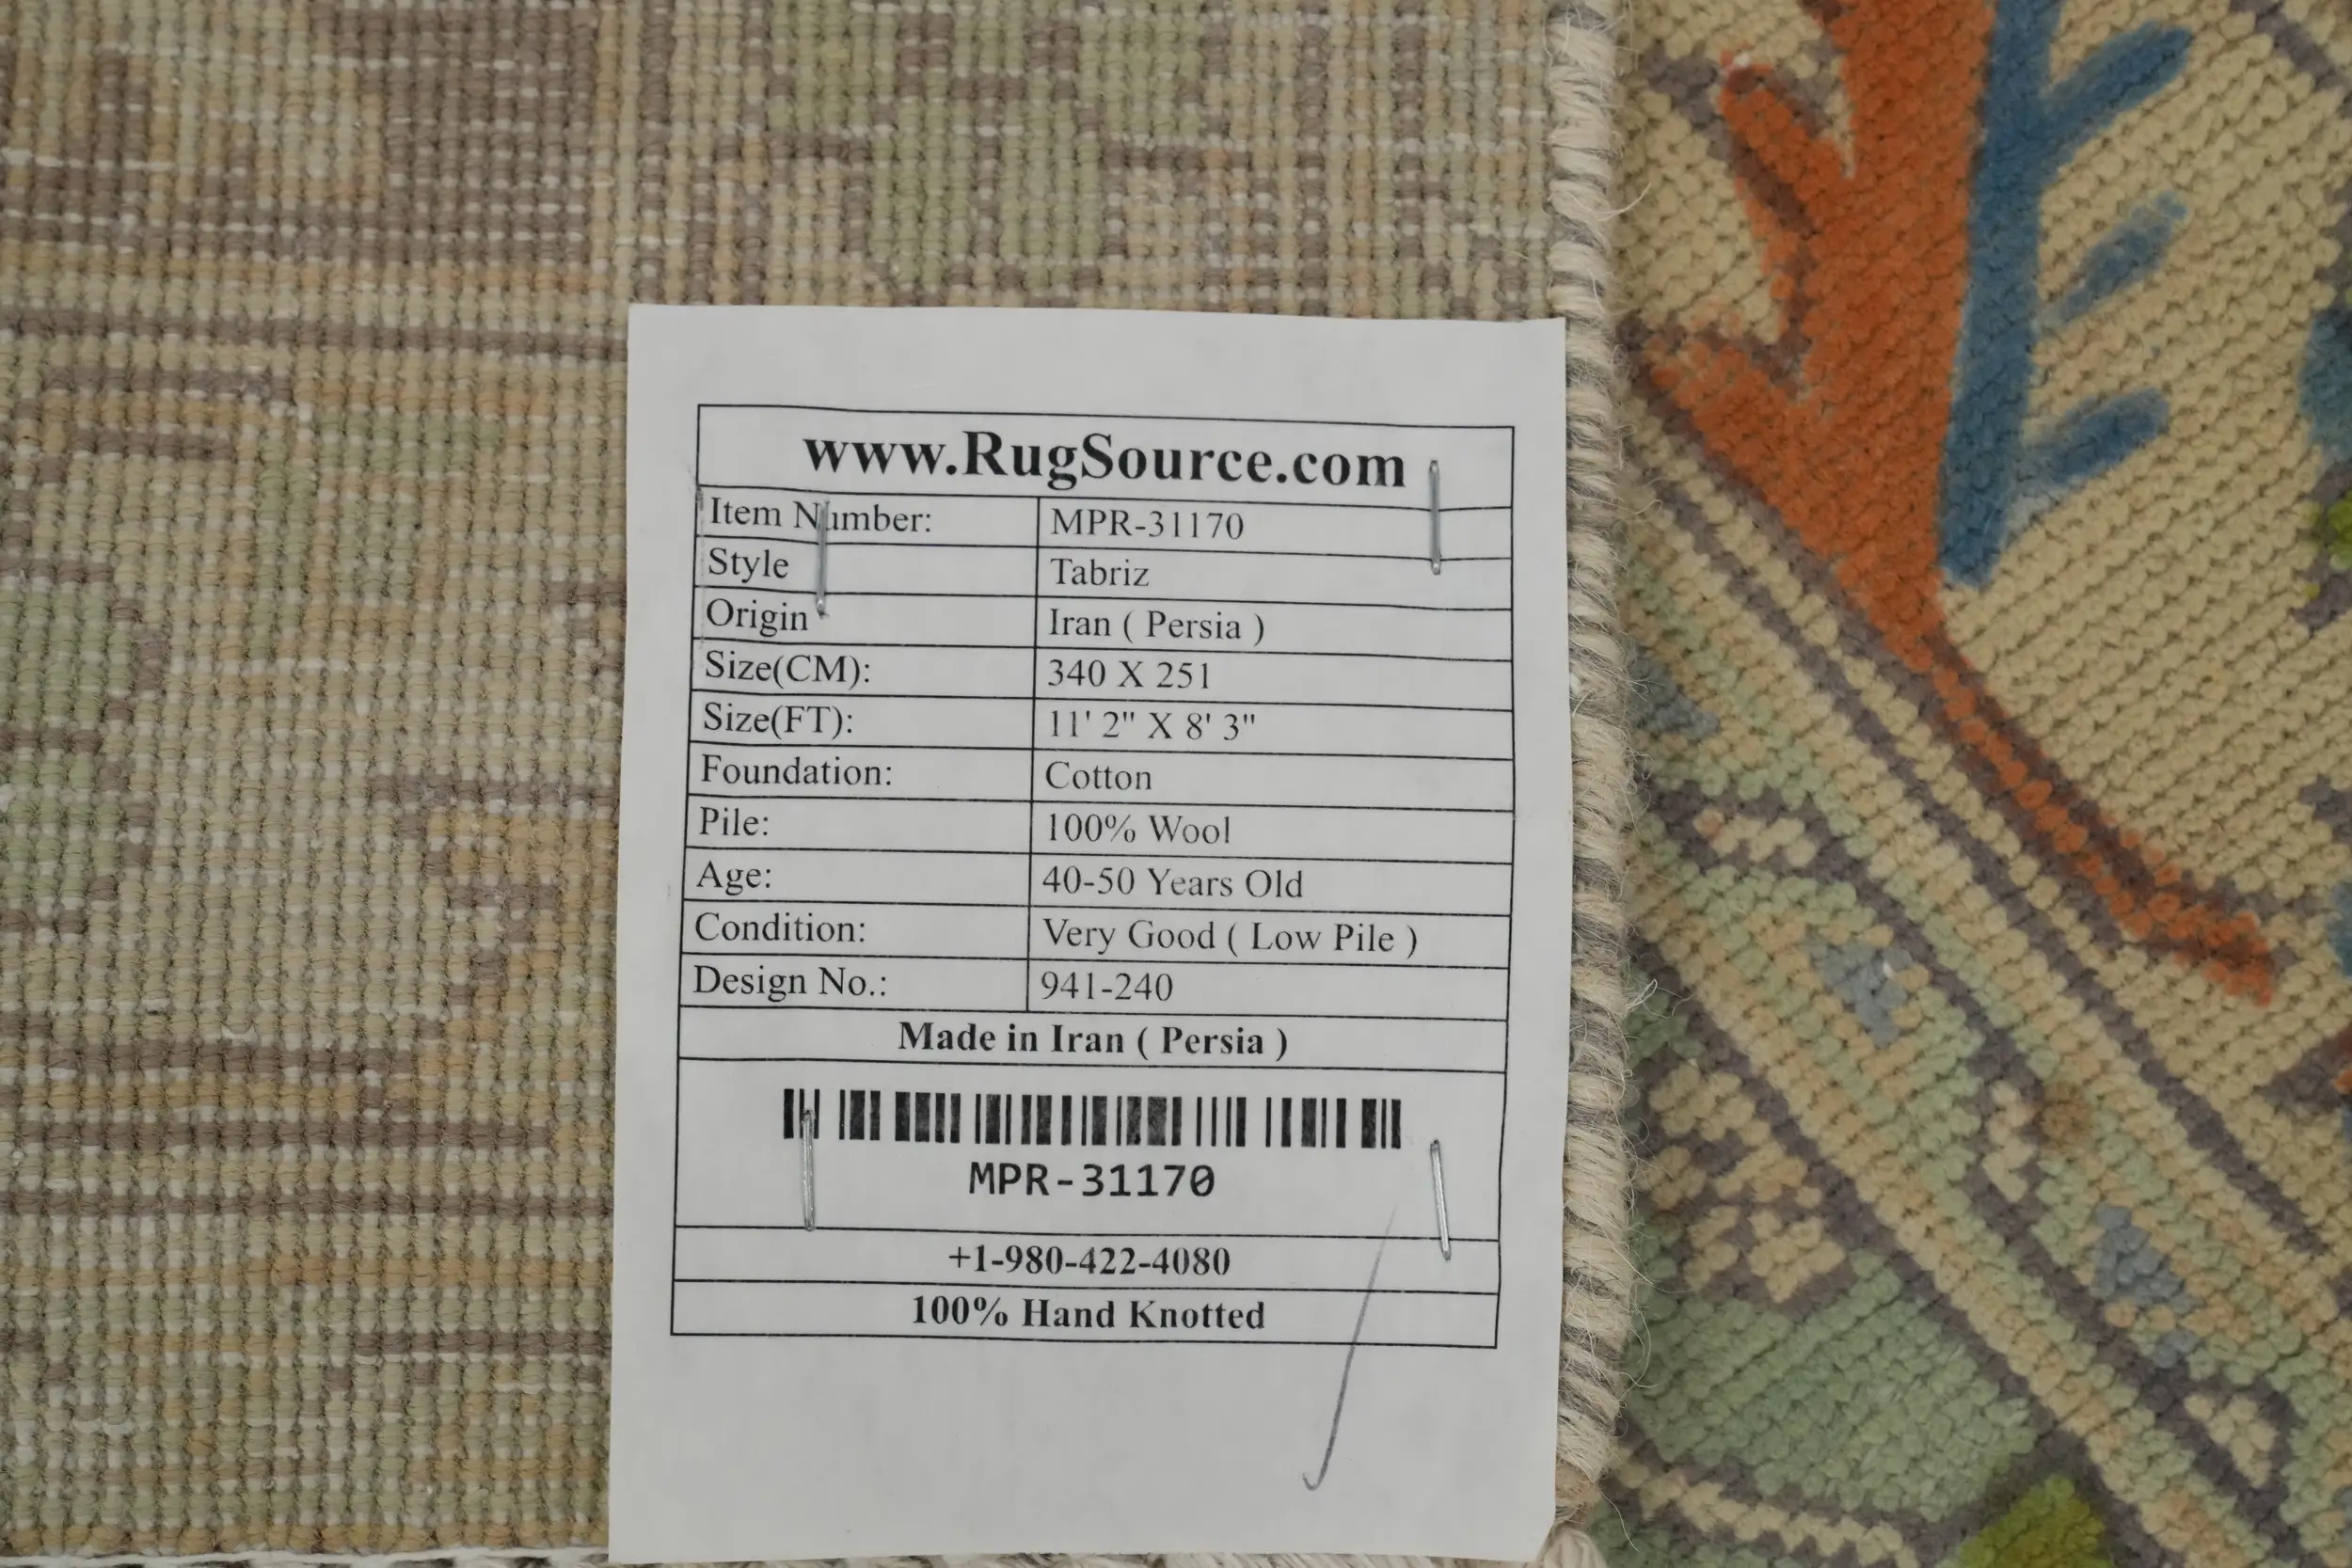 www.RugSource.com
Item Number: MPR-31170
Style Tabriz
Origin Iran ( Persia )
Size(CM): 340 X 251
Size(FT): 11' 2" X 8' 3"
Foundation: Cotton
Pile: 100% Wool
Age: 40-50 Years Old
Condition: Very Good ( Low Pile )
Design No.: 941-240
Made in Iran ( Persia )
MPR-31170
+1-980-422-4080
100% Hand Knotted